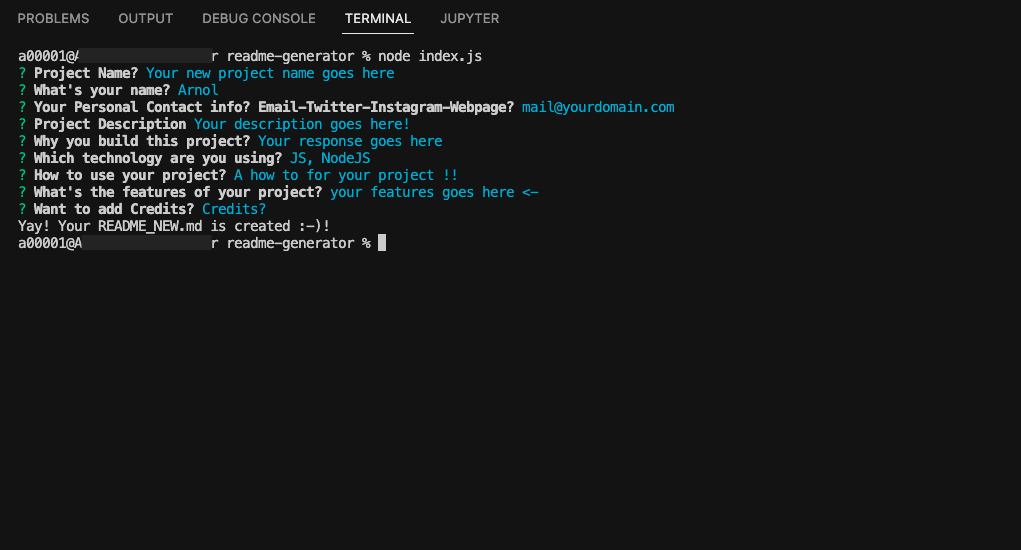 PROBLEMS OUTPUT DEBUG CONSOLE TERMINAL JUPYTER
a00001@A r readme-generator % node index.js
? Project Name? Your new project name goes here
? What's your name? Arnol
? Your Personal Contact info? Email-Twitter-Instagram-Webpage? mail@yourdomain.com
? Project Description Your description goes here!
? Why you build this project? Your response goes here
? Which technology are you using? JS, NodeJS
? How to use your project? A how to for your project !!
? What's the features of your project? your features goes here <-
? Want to add Credits? Credits?
Yay! Your README_NEW.md is created :-)!
a00001@A r readme-generator %